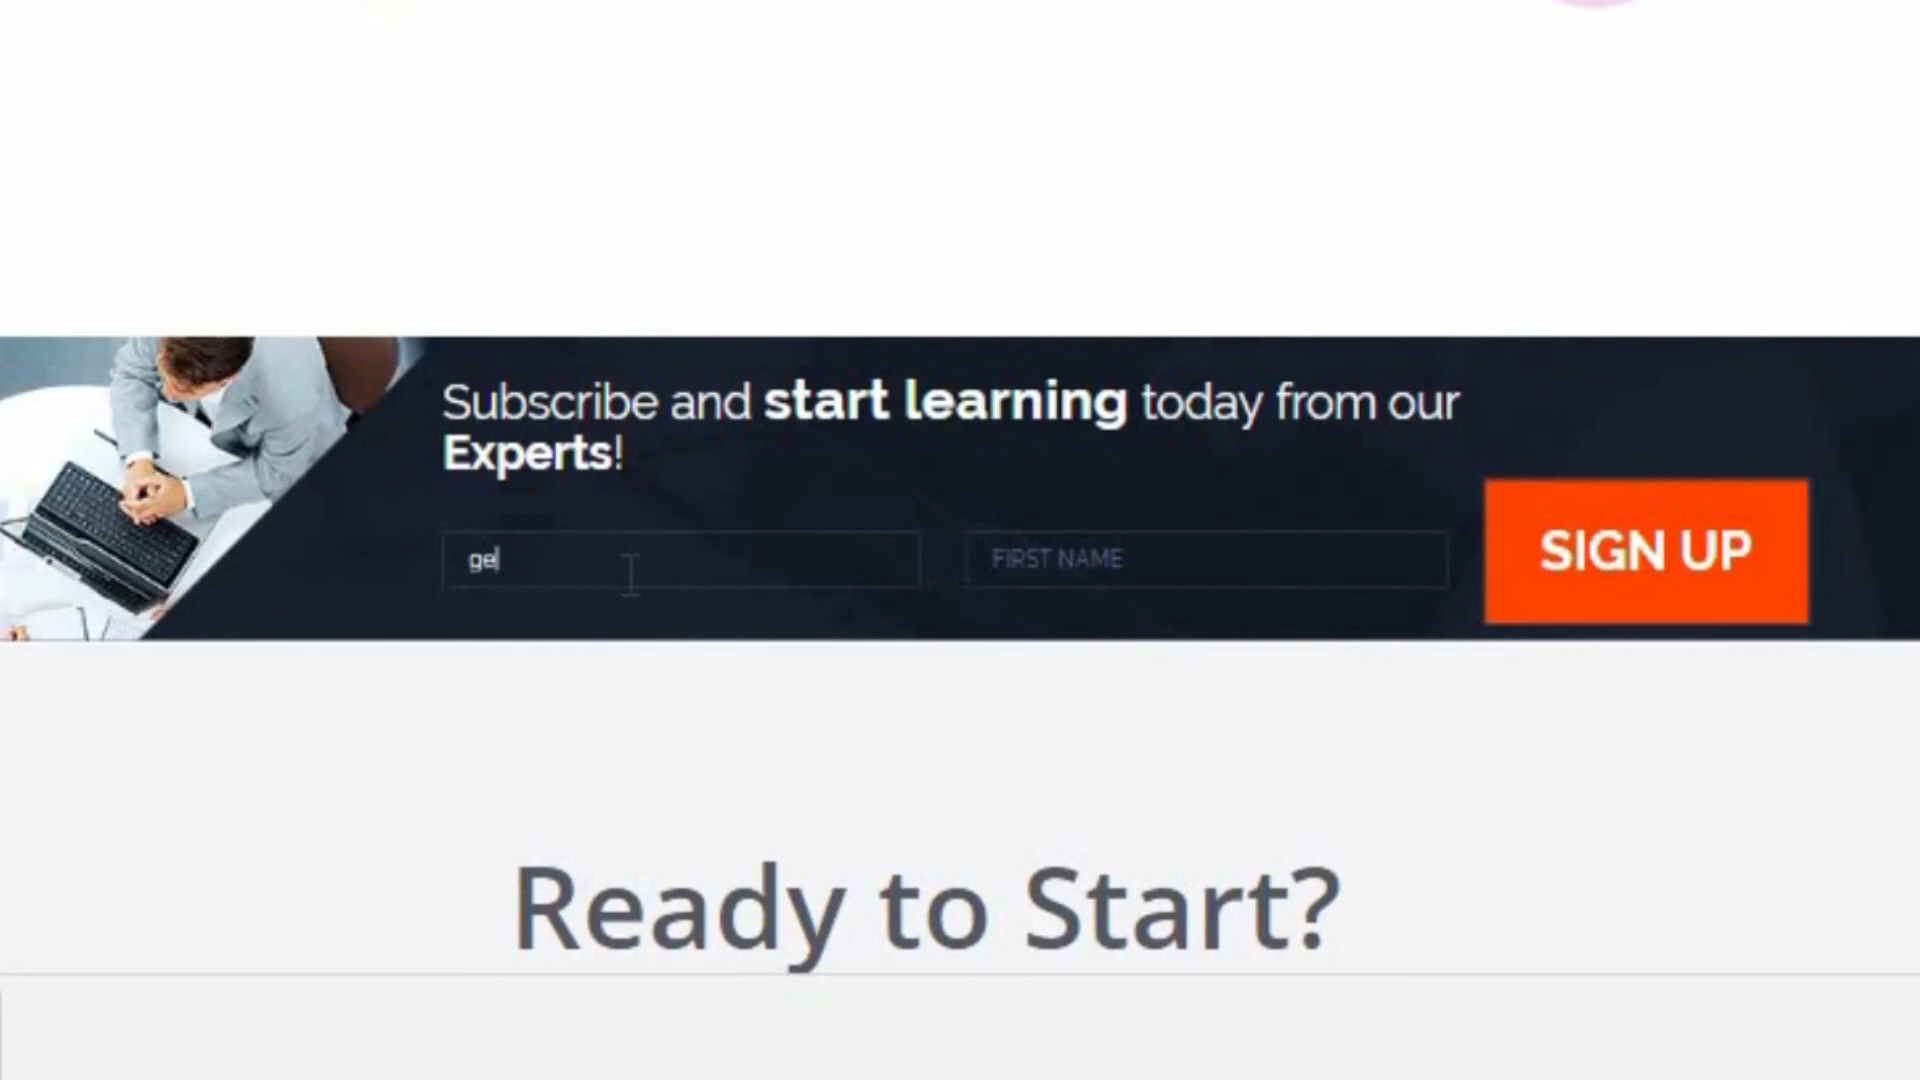 Subscribe and start learning today from our
Experts!
ge
FIRST NAME
SIGN UP
Ready to Start?